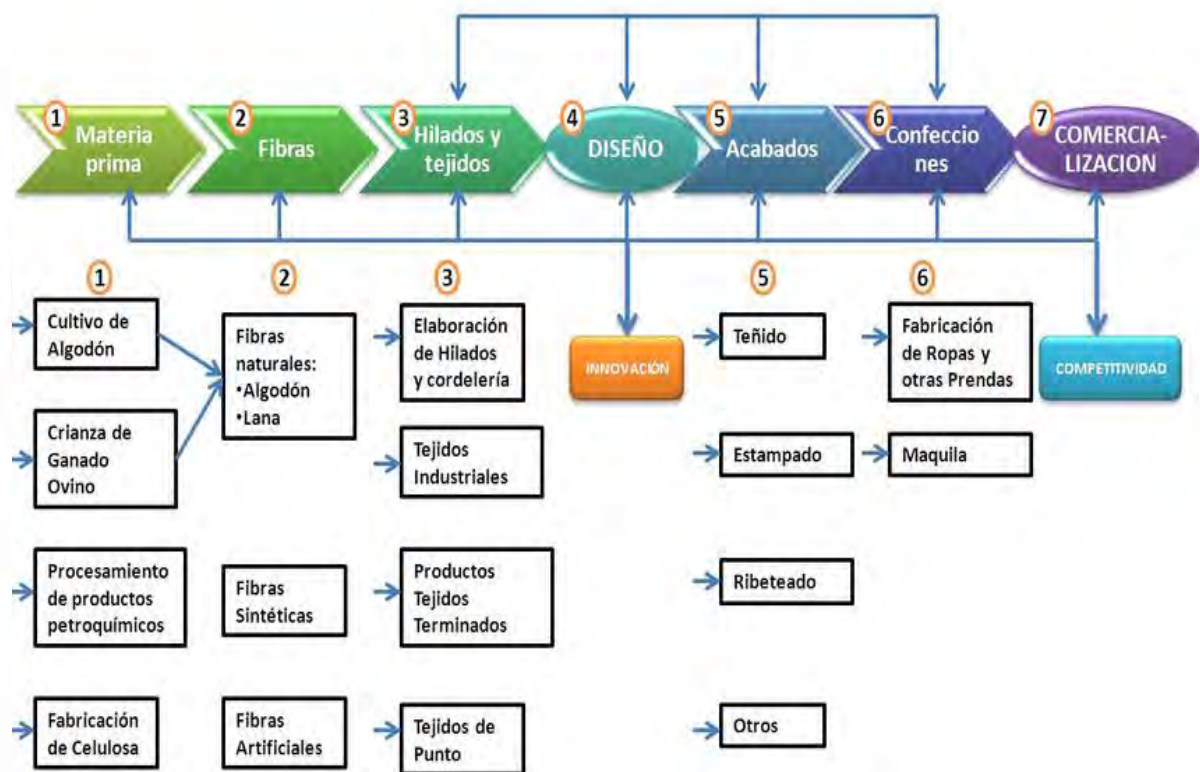 1
Materia
prima
2
Fibras
3
Hilados y
tejidos
4
DISEÑO
5
Acabados
6
Confeccio
nes
7
COMERCIA-
LIZACION
1
Cultivo de
Algodón
Crianza de
Ganado
Ovino
Procesamiento
de productos
petroquímicos
Fabricación
de Celulosa
2
Fibras
naturales:
•Algodón
•Lana
Fibras
Sintéticas
Fibras
Artificiales
3
Elaboración
de Hilados
y cordelería
Tejidos
Industriales
Productos
Tejidos
Terminados
Tejidos de
Punto
INNOVACIÓN
5
Teñido
Estampado
Ribeteado
Otros
6
Fabricación
de Ropas y
otras Prendas
Maquila
COMPETITIVIDAD